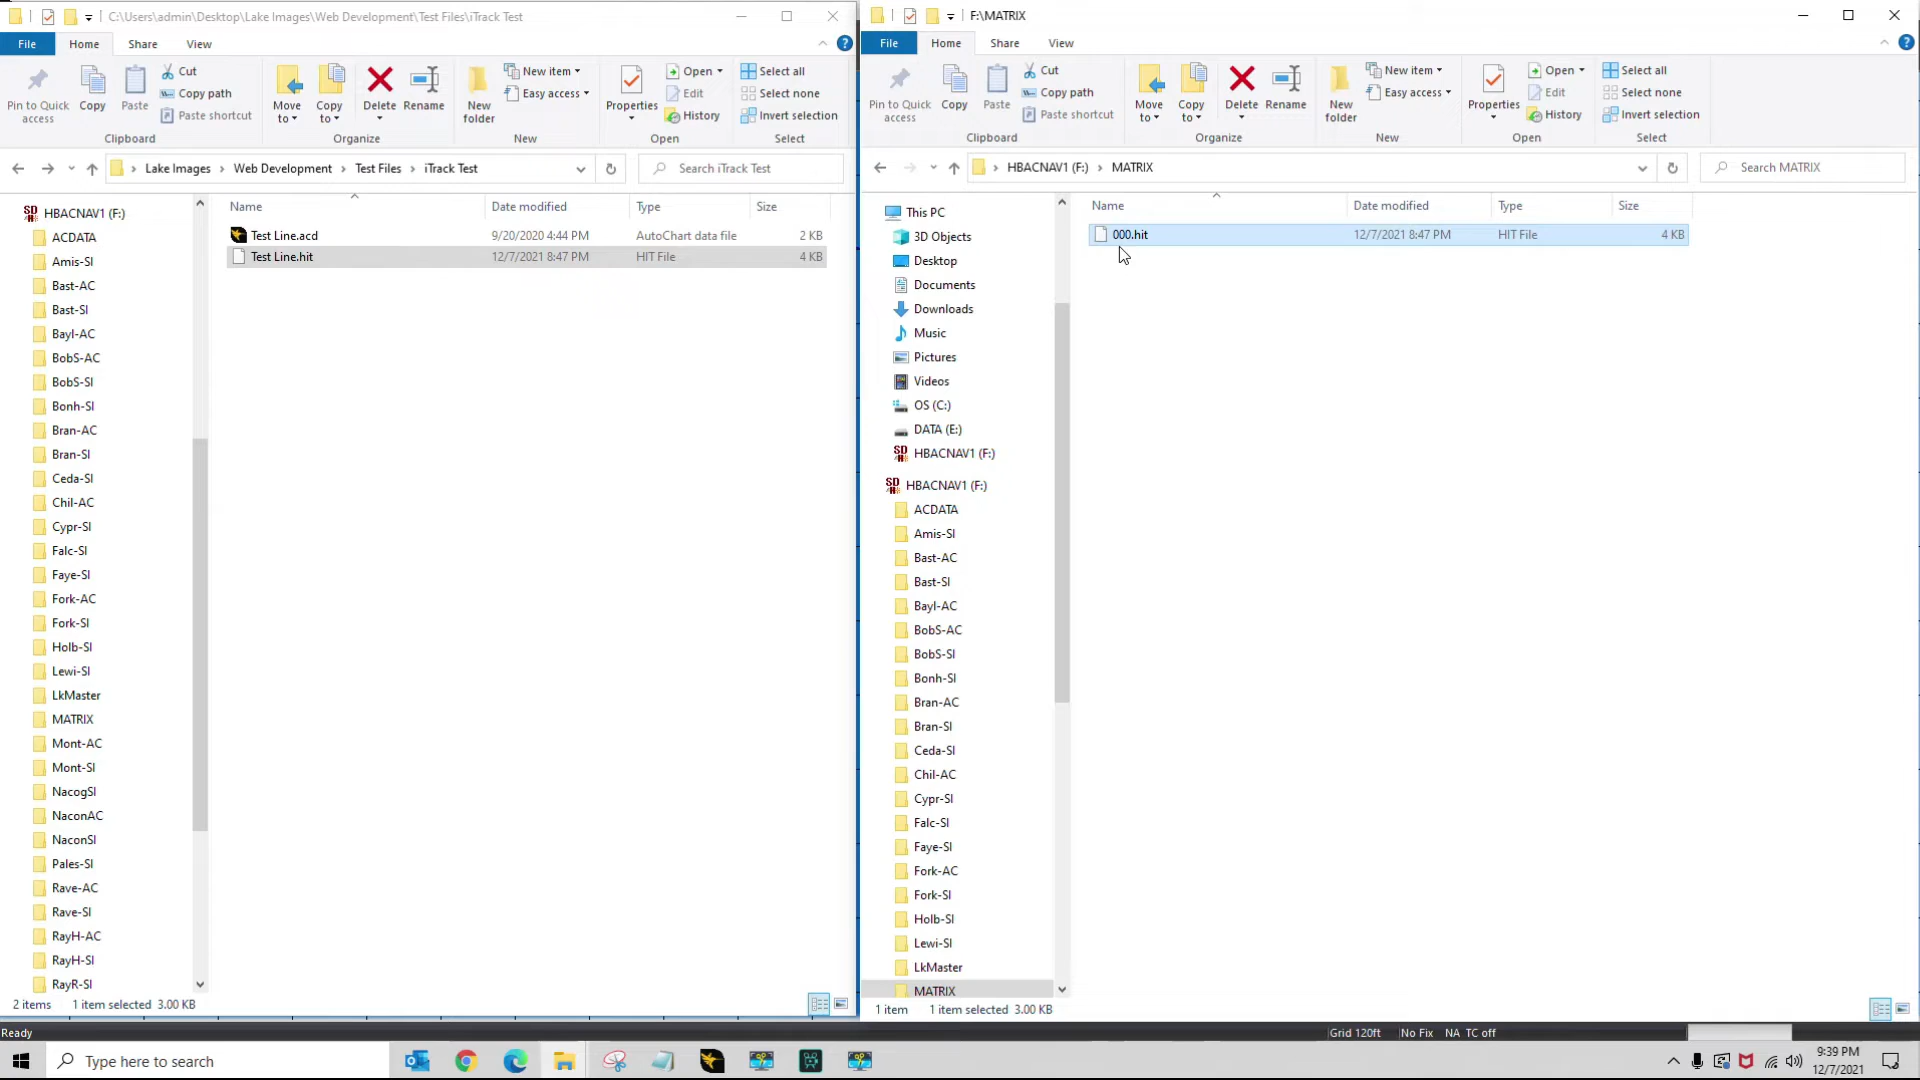 C:\Users\admin\Desktop\Lake Images\Web Development\Test Files\iTrack Test
File Home Share View
Pin to Quick access
Copy
Paste
Cut
Copy path
Paste shortcut
Move to
Copy to
Delete
Rename
New folder
New item
Easy access
Properties
Open
Edit
History
Select all
Select none
Invert selection
Clipboard Organize New Open Select
Lake Images › Web Development › Test Files › iTrack Test
Search iTrack Test
HBACNAV1 (F:)
ACDATA
Amis-SI
Bast-AC
Bast-SI
Bayl-AC
BobS-AC
BobS-SI
Bonh-SI
Bran-AC
Bran-SI
Ceda-SI
Chil-AC
Cypr-SI
Falc-SI
Faye-SI
Fork-AC
Fork-SI
Holb-SI
Lewi-SI
LkMaster
MATRIX
Mont-AC
Mont-SI
NacogSI
NaconAC
NaconSI
Pales-SI
Rave-AC
Rave-SI
RayH-AC
RayH-SI
RayR-SI
Name Date modified Type Size
Test Line.acd 9/20/2020 4:44 PM AutoChart data file 2 KB
Test Line.hit 12/7/2021 8:47 PM HIT File 4 KB
2 items 1 item selected 3.00 KB
F:\MATRIX
File Home Share View
Pin to Quick access
Copy
Paste
Cut
Copy path
Paste shortcut
Move to
Copy to
Delete
Rename
New folder
New item
Easy access
Properties
Open
Edit
History
Select all
Select none
Invert selection
Clipboard Organize New Open Select
HBACNAV1 (F:) › MATRIX
Search MATRIX
This PC
3D Objects
Desktop
Documents
Downloads
Music
Pictures
Videos
OS (C:)
DATA (E:)
HBACNAV1 (F:)
HBACNAV1 (F:)
ACDATA
Amis-SI
Bast-AC
Bast-SI
Bayl-AC
BobS-AC
BobS-SI
Bonh-SI
Bran-AC
Bran-SI
Ceda-SI
Chil-AC
Cypr-SI
Falc-SI
Faye-SI
Fork-AC
Fork-SI
Holb-SI
Lewi-SI
LkMaster
MATRIX
Name Date modified Type Size
000.hit 12/7/2021 8:47 PM HIT File 4 KB
1 item 1 item selected 3.00 KB
Ready Grid 120ft No Fix NA TC off
Type here to search
9:39 PM
12/7/2021